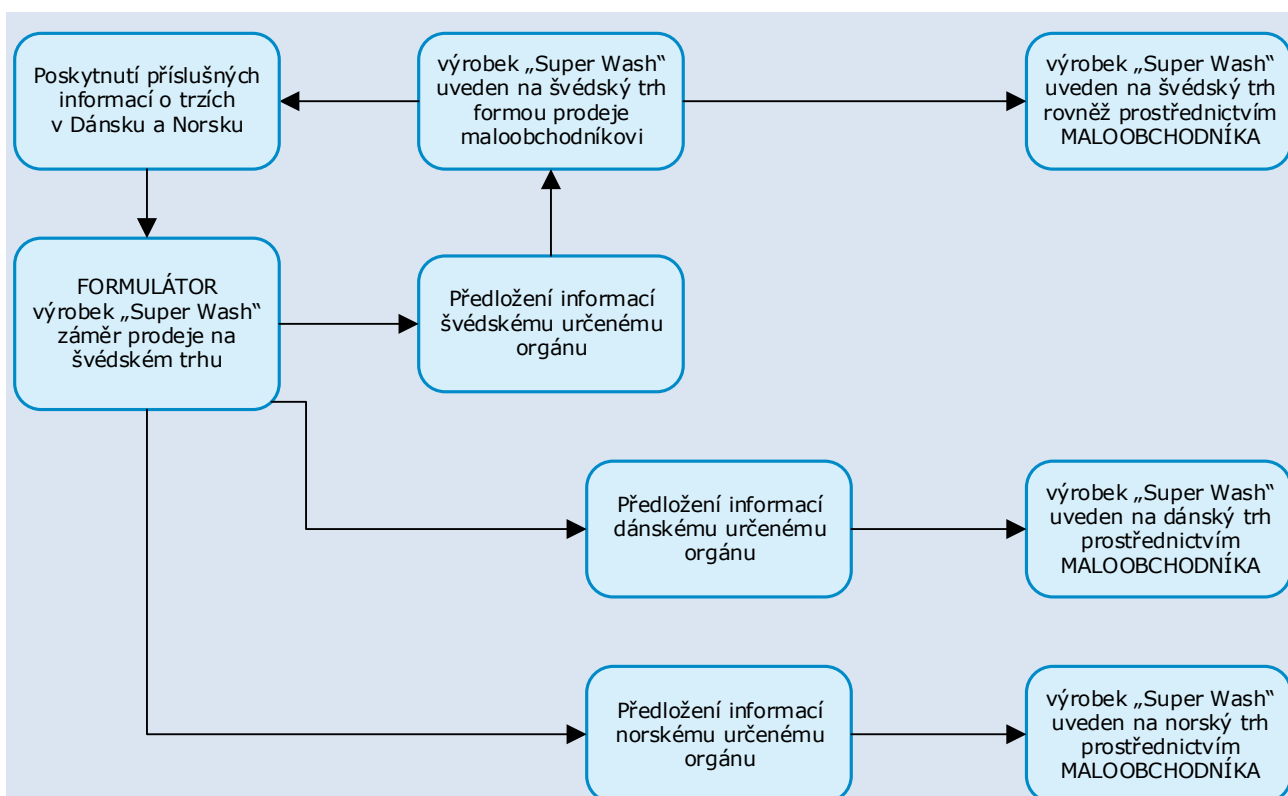 Poskytnutí příslušných
informací o trzích
v Dánsku a Norsku
výrobek „Super Wash“
uveden na švédský trh
formou prodeje
maloobchodníkovi
výrobek „Super Wash“
uveden na švédský trh
rovněž prostřednictvím
MALOOBCHODNÍKA
FORMULÁTOR
výrobek „Super Wash“
záměr prodeje na
švédském trhu
Předložení informací
švédskému určenému
orgánu
Předložení informací
dánskému určenému
orgánu
výrobek „Super Wash“
uveden na dánský trh
prostřednictvím
MALOOBCHODNÍKA
Předložení informací
norskému určenému
orgánu
výrobek „Super Wash“
uveden na norský trh
prostřednictvím
MALOOBCHODNÍKA